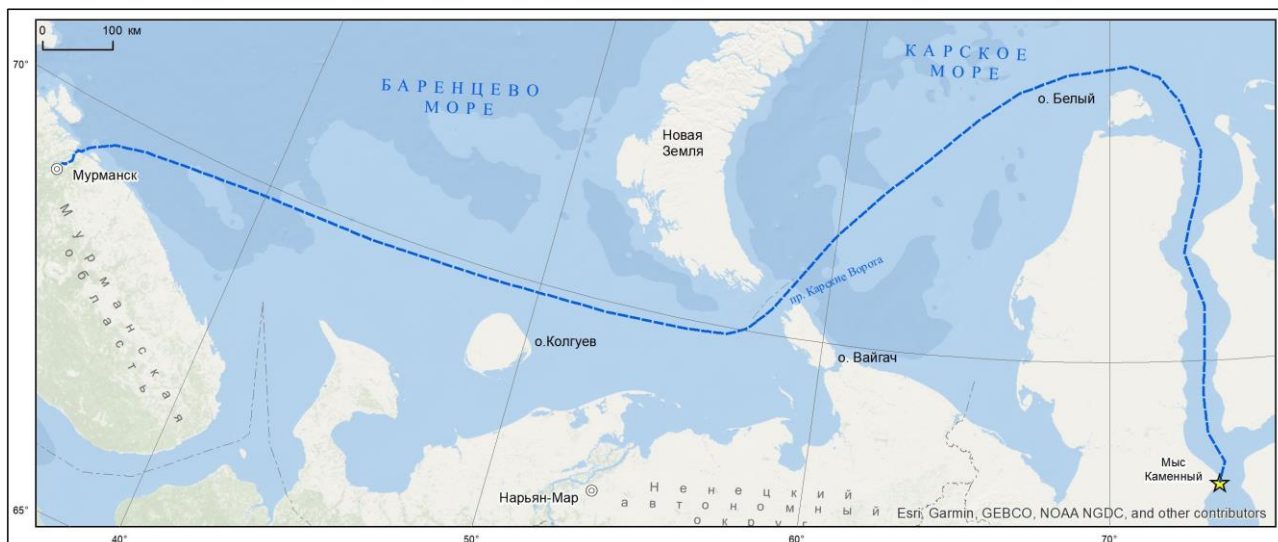 0 100 км
70°
БАРЕНЦЕВО
МОРЕ
КАРСКОЕ
МОРЕ
о. Белый
Новая
Земля
Мурманск
Мурманская
область
пр. Карские Ворота
о.Колгуев
о. Вайгач
Мыс
Каменный
Нарьян-Мар
Ненецкий
автономный
округ
Esri, Garmin, GEBCO, NOAA NGDC, and other contributors
65°
40° 50° 60° 70°